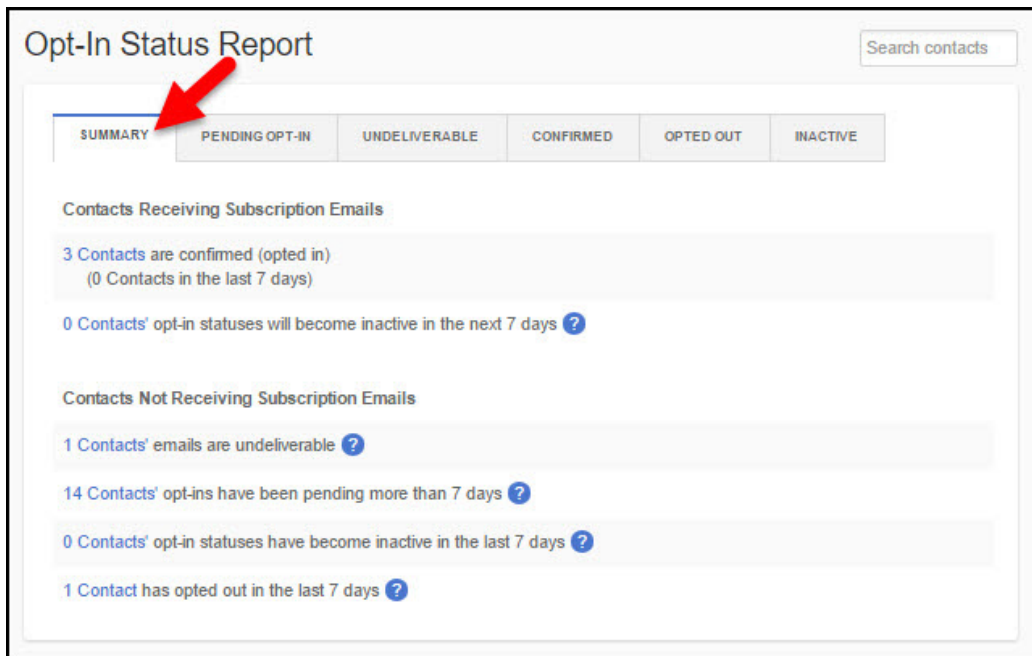 Opt-In Status Report
Search contacts
SUMMARY
PENDING OPT-IN
UNDELIVERABLE
CONFIRMED
OPTED OUT
INACTIVE
Contacts Receiving Subscription Emails
3 Contacts are confirmed (opted in)
(0 Contacts in the last 7 days)
0 Contacts' opt-in statuses will become inactive in the next 7 days ?
Contacts Not Receiving Subscription Emails
1 Contacts' emails are undeliverable ?
14 Contacts' opt-ins have been pending more than 7 days ?
0 Contacts' opt-in statuses have become inactive in the last 7 days ?
1 Contact has opted out in the last 7 days ?